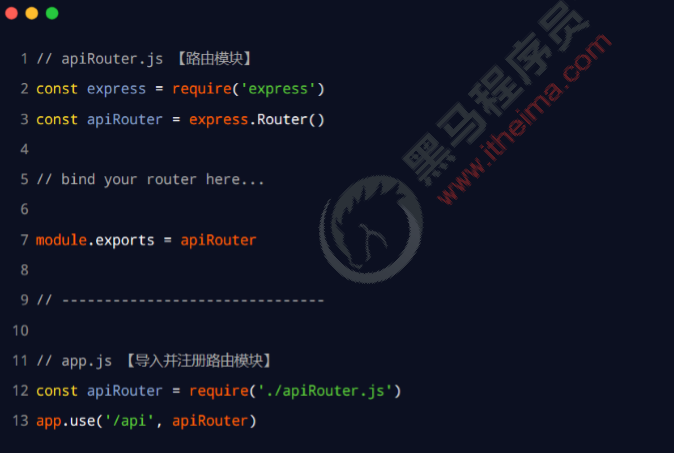 1 // apiRouter.js 【路由模块】
2 const express = require('express')
3 const apiRouter = express.Router()
4
5 // bind your router here...
6
7 module.exports = apiRouter
8
9 // -------------------------------
10
11 // app.js 【导入并注册路由模块】
12 const apiRouter = require('./apiRouter.js')
13 app.use('/api', apiRouter)
黑马程序员
www.itheima.com